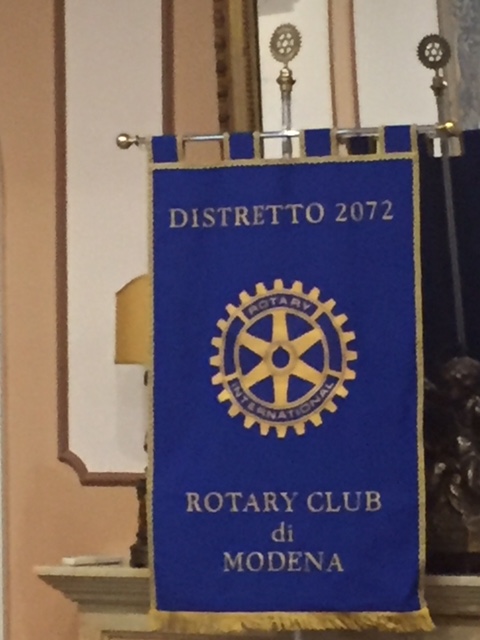 DISTRETTO 2072
ROTARY
INTERNATIONAL
ROTARY CLUB
di
MODENA